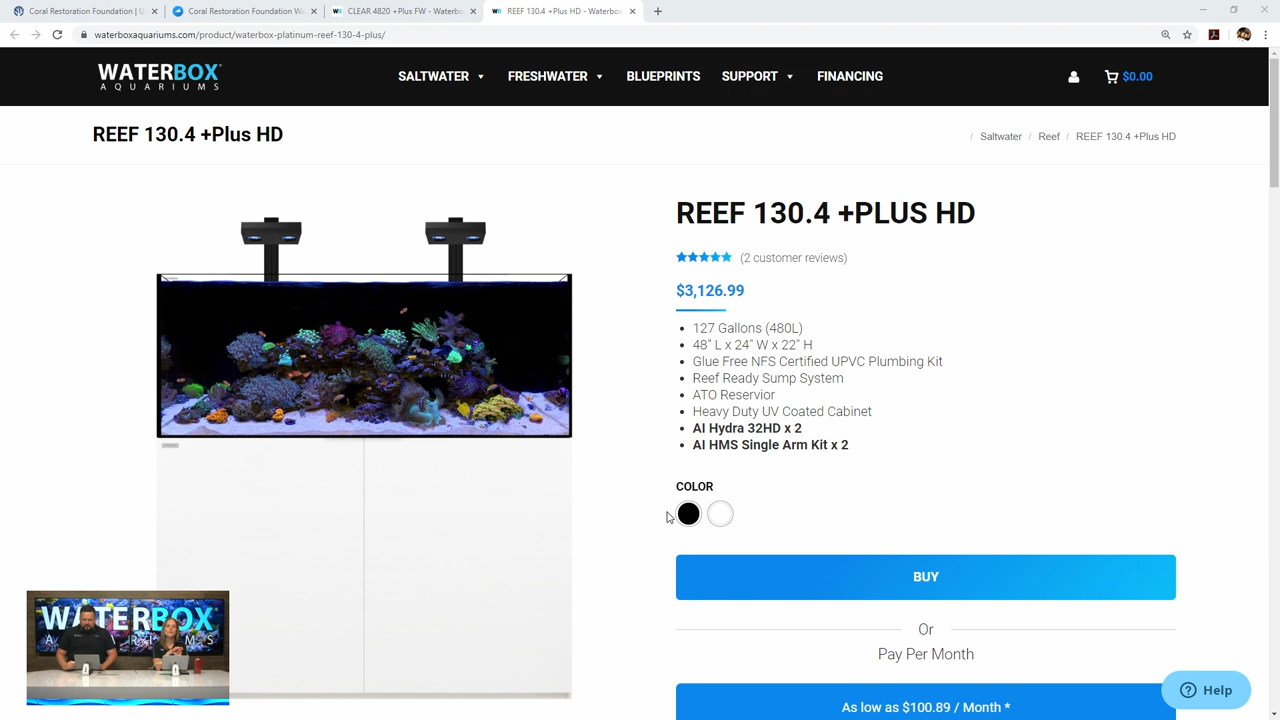 Coral Restoration Foundation | U
Coral Restoration Foundation Wa
CLEAR 4820 +Plus FW - Waterbo
REEF 130.4 +Plus HD - Waterbox
waterboxaquariums.com/product/waterbox-platinum-reef-130-4-plus/
WATERBOX
AQUARIUMS
SALTWATER
FRESHWATER
BLUEPRINTS
SUPPORT
FINANCING
$0.00
REEF 130.4 +Plus HD
/ Saltwater / Reef / REEF 130.4 +Plus HD
REEF 130.4 +PLUS HD
(2 customer reviews)
$3,126.99
127 Gallons (480L)
48" L x 24" W x 22" H
Glue Free NFS Certified UPVC Plumbing Kit
Reef Ready Sump System
ATO Reservior
Heavy Duty UV Coated Cabinet
AI Hydra 32HD x 2
AI HMS Single Arm Kit x 2
COLOR
BUY
Or
Pay Per Month
As low as $100.89 / Month *
Help
WATERBOX